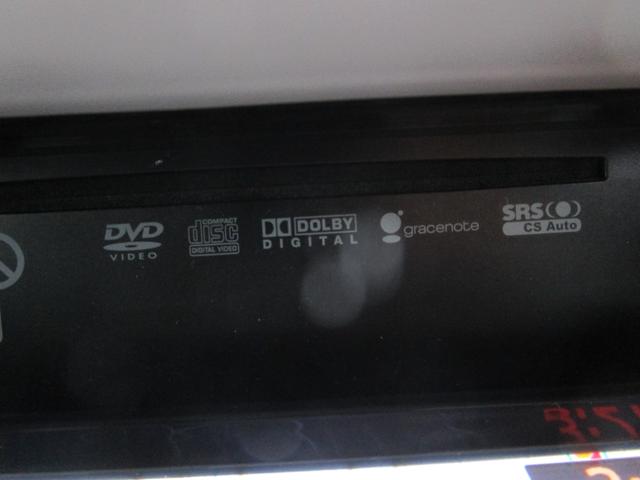 DVD
VIDEO
COMPACT
disc
DIGITAL VIDEO
DOLBY
DIGITAL
gracenote
SRS
CS Auto